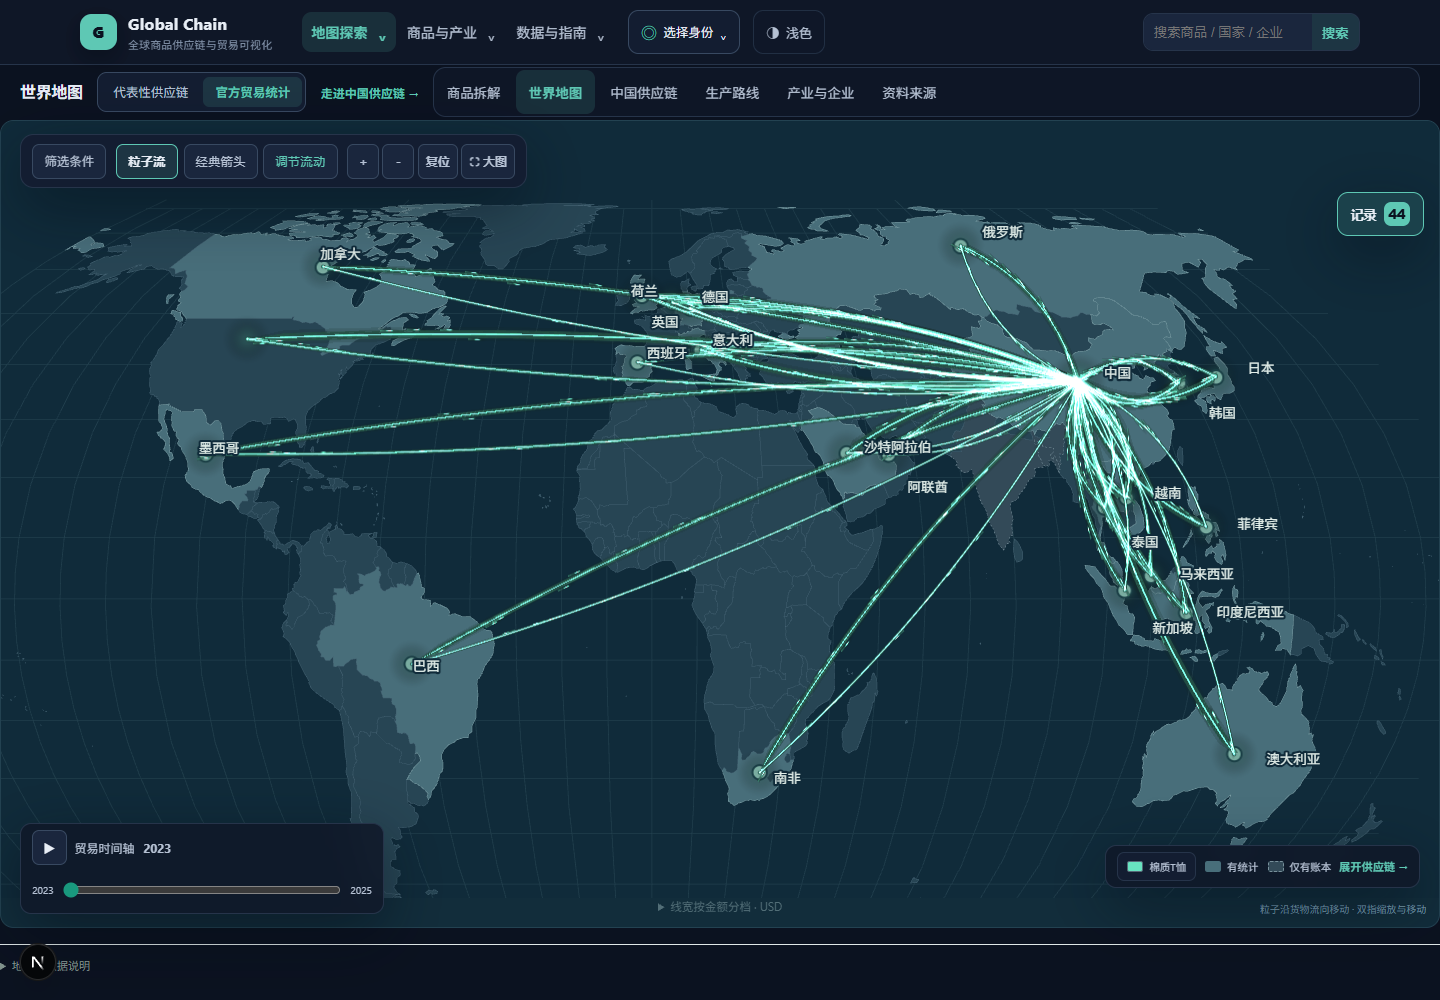 G
Global Chain
全球商品供应链与贸易可视化
地图探索
商品与产业
数据与指南
选择身份
浅色
搜索商品 / 国家 / 企业
搜索
世界地图
代表性供应链
官方贸易统计
走进中国供应链 →
商品拆解
世界地图
中国供应链
生产路线
产业与企业
资料来源
筛选条件
粒子流
经典箭头
调节流动
+
-
复位
大图
记录 44
俄罗斯
加拿大
荷兰
德国
英国
意大利
西班牙
中国
日本
韩国
墨西哥
沙特阿拉伯
阿联酋
越南
菲律宾
泰国
马来西亚
印度尼西亚
新加坡
巴西
澳大利亚
南非
贸易时间轴 2023
2023
2025
棉质T恤
有统计
仅有账本
展开供应链 →
▶ 线宽按金额分档 · USD
粒子沿货物流向移动 · 双指缩放与移动
N
据说明